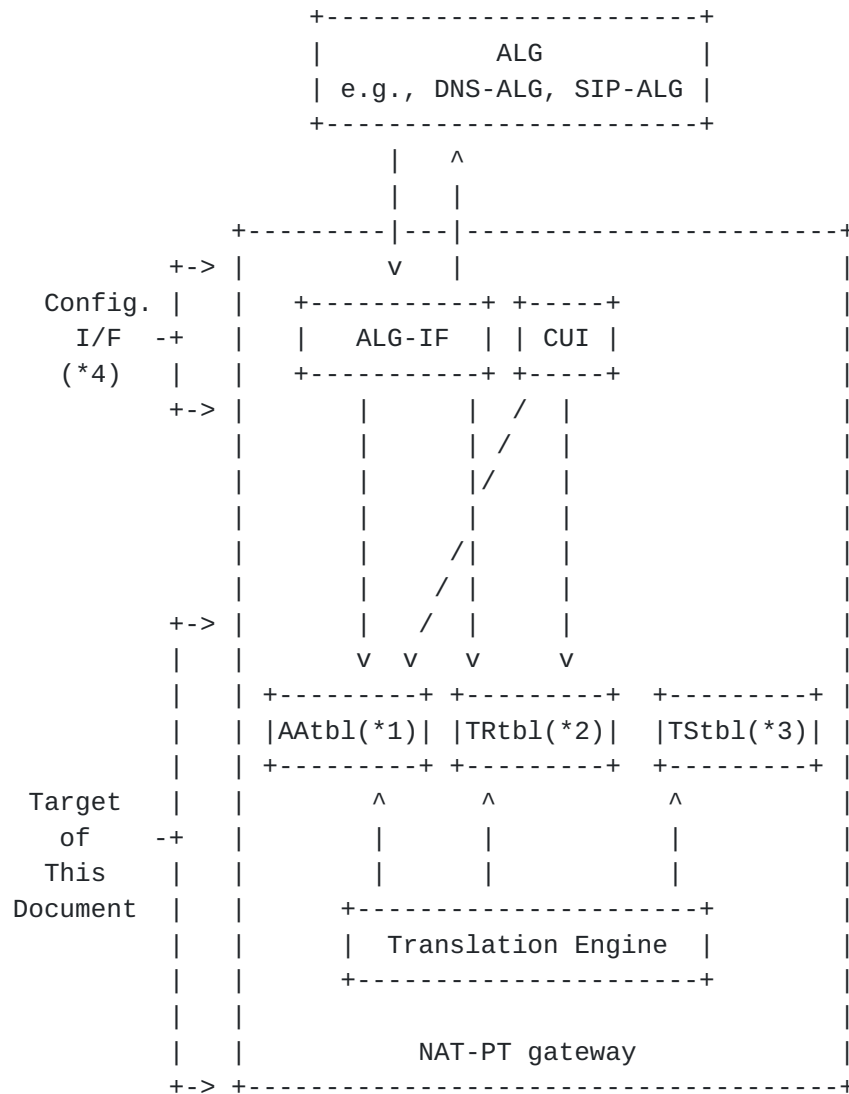 ALG
e.g., DNS-ALG, SIP-ALG
Config.
I/F
(*4)
ALG-IF
CUI
AAtbl(*1)
TRtbl(*2)
TStbl(*3)
Target
of
This
Document
Translation Engine
NAT-PT gateway